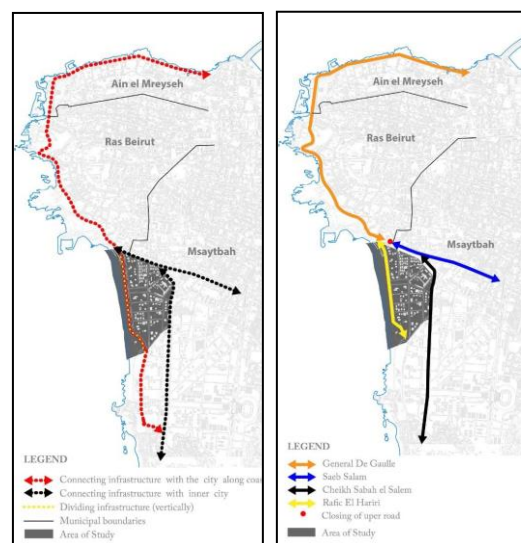 Ain el Mreyseh
Ras Beirut
Msaytbah
LEGEND
Connecting infrastructure with the city along coas
Connecting infrastructure with inner city
Dividing infrastructure (vertically)
Municipal boundaries
Area of Study
Ain el Mreyseh
Ras Beirut
Msaytbah
LEGEND
General De Gaulle
Saeb Salam
Cheikh Sabah el Salem
Rafic El Hariri
Closing of uper road
Area of Study